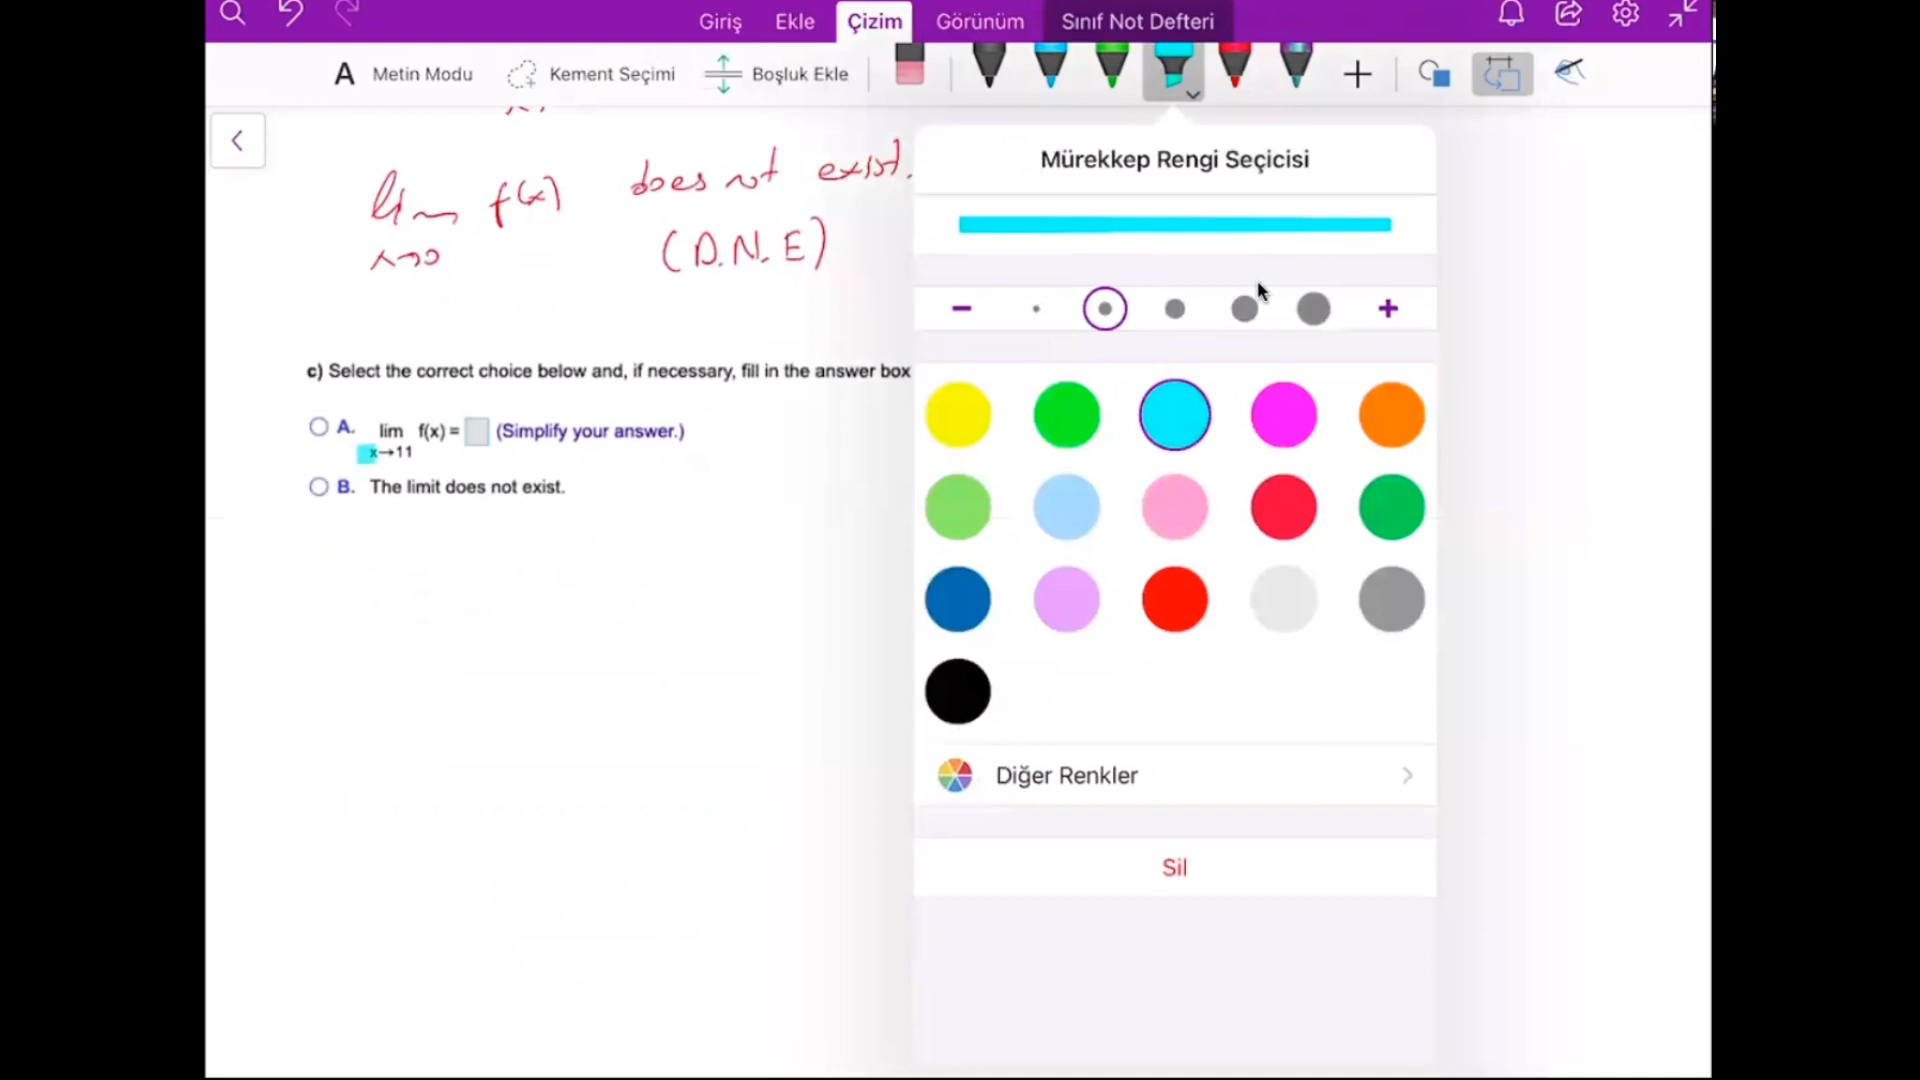 Giriş Ekle Çizim Görünüm Sınıf Not Defteri
A Metin Modu Kement Seçimi Boşluk Ekle
lim f(x) does not exist.
x→0 (D.N.E)
Mürekkep Rengi Seçicisi
c) Select the correct choice below and, if necessary, fill in the answer box
A. lim f(x) = (Simplify your answer.)
x→11
B. The limit does not exist.
Diğer Renkler
Sil